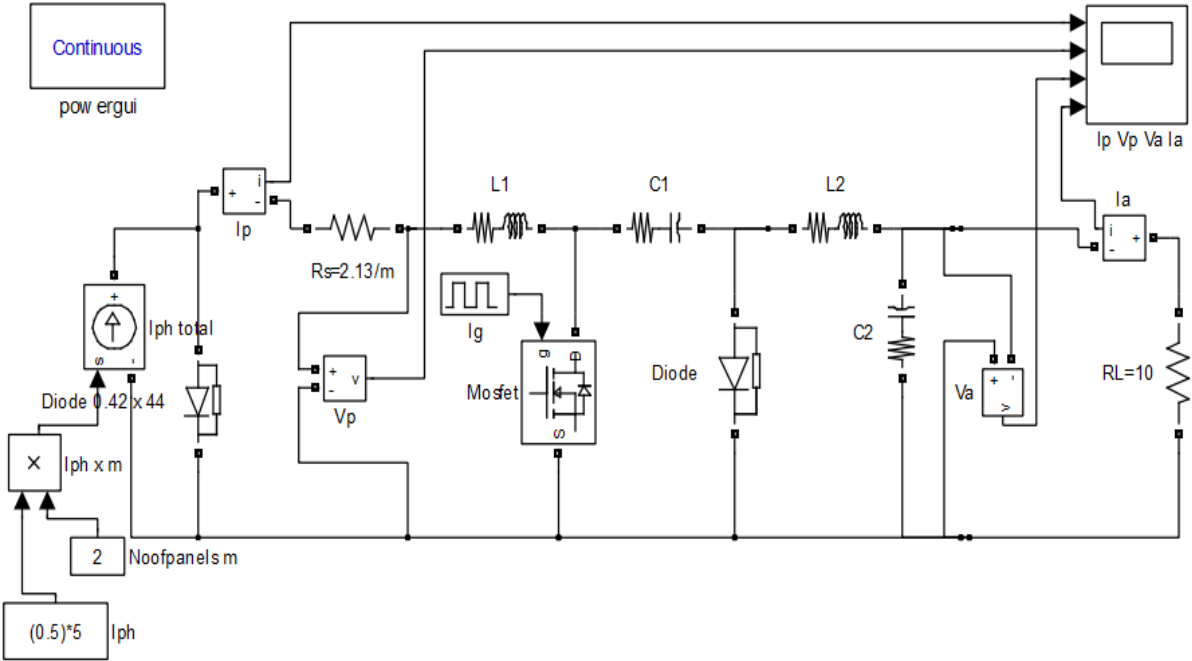 Continuous
pow ergui
Ip Vp Va Ia
i
+
-
Ip
L1
C1
L2
Ia
i
+
-
Rs=2.13/m
+
s
-
Iph total
Ig
g
D
S
Mosfet
Diode
C2
+
-
v
Va
RL=10
+
-
v
Vp
Diode 0.42 x 44
×
Iph x m
2
Noofpanels m
(0.5)*5
Iph